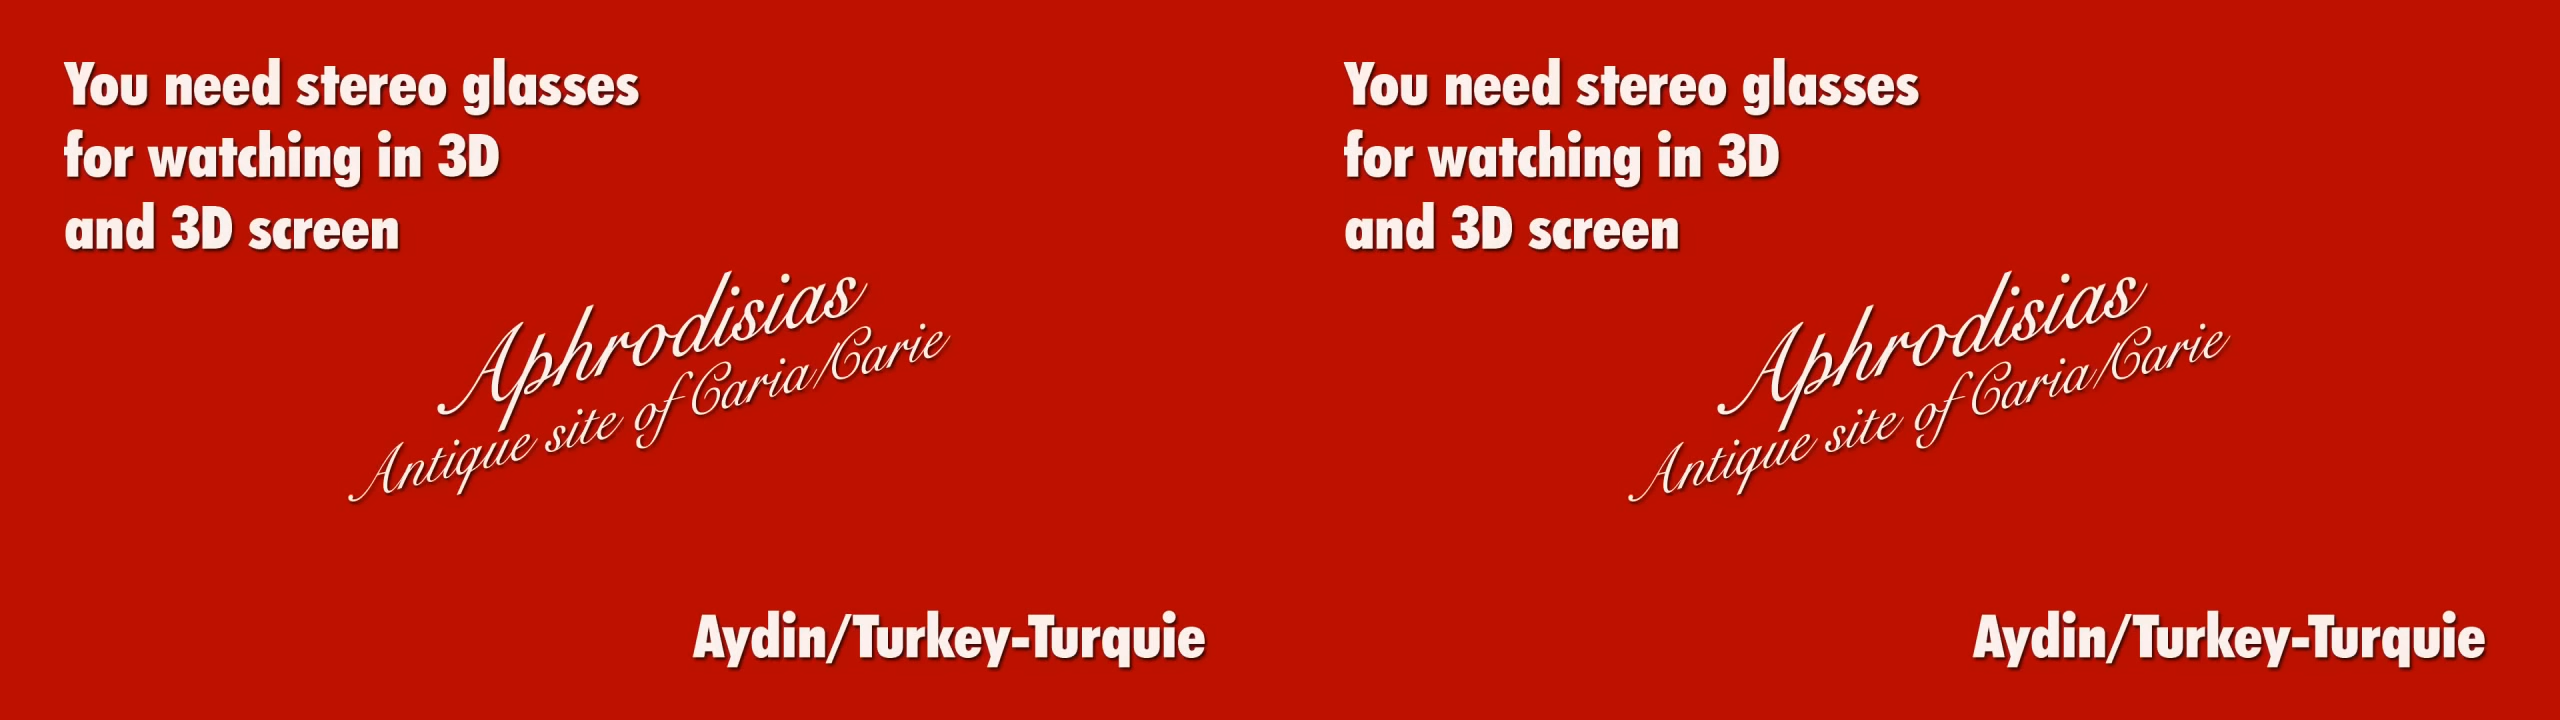 You need stereo glasses
for watching in 3D
and 3D screen
Aphrodisias
Antique site of Caria/Carie
Aydin/Turkey-Turquie
You need stereo glasses
for watching in 3D
and 3D screen
Aphrodisias
Antique site of Caria/Carie
Aydin/Turkey-Turquie